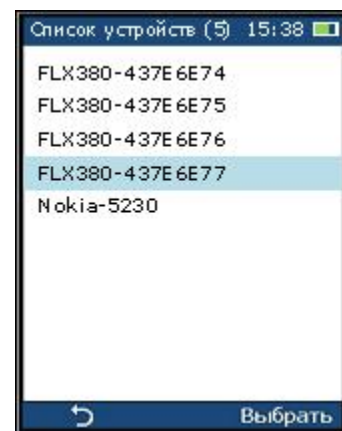 Список устройств (5) 15:38
FLX380-437E6E74
FLX380-437E6E75
FLX380-437E6E76
FLX380-437E6E77
Nokia-5230
Выбрать